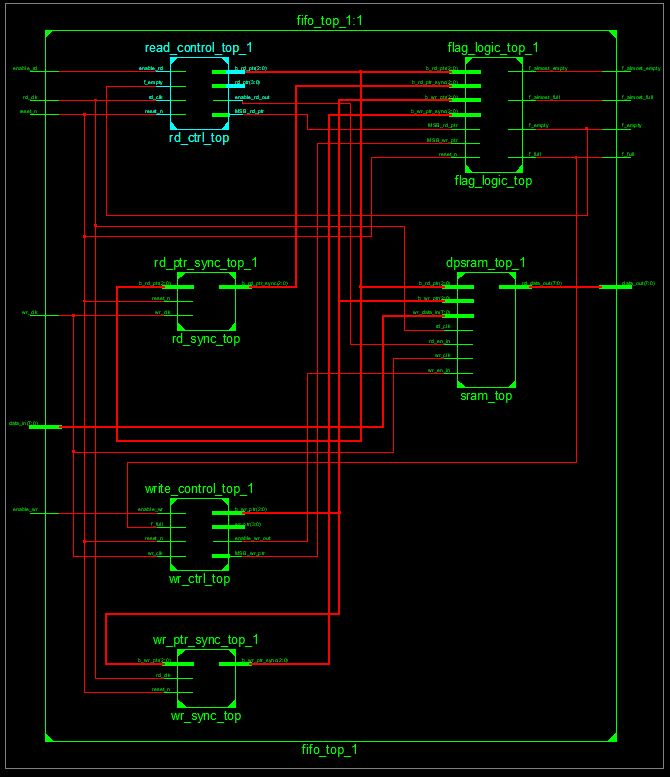 fifo_top_1:1
read_control_top_1
enable_rd
enable_rd
b_rd_ptr(2:0)
f_empty
rd_ptr(3:0)
rd_clk
rd_clk
enable_rd_out
reset_n
reset_n
MSB_rd_ptr
rd_ctrl_top
flag_logic_top_1
b_rd_ptr(2:0)
f_almost_empty
f_almost_empty
b_rd_ptr_sync(2:0)
b_wr_ptr(2:0)
f_almost_full
f_almost_full
b_wr_ptr_sync(2:0)
MSB_rd_ptr
f_empty
f_empty
MSB_wr_ptr
reset_n
f_full
f_full
flag_logic_top
rd_ptr_sync_top_1
b_rd_ptr(2:0)
b_rd_ptr_sync(2:0)
reset_n
wr_clk
wr_clk
rd_sync_top
dpsram_top_1
b_rd_ptr(2:0)
rd_data_out(7:0)
data_out(7:0)
b_wr_ptr(2:0)
wr_data_in(7:0)
rd_clk
rd_en_in
wr_clk
wr_en_in
sram_top
data_in(7:0)
write_control_top_1
enable_wr
enable_wr
b_wr_ptr(2:0)
f_full
wr_ptr(3:0)
reset_n
enable_wr_out
wr_clk
MSB_wr_ptr
wr_ctrl_top
wr_ptr_sync_top_1
b_wr_ptr(2:0)
b_wr_ptr_sync(2:0)
rd_clk
reset_n
wr_sync_top
fifo_top_1